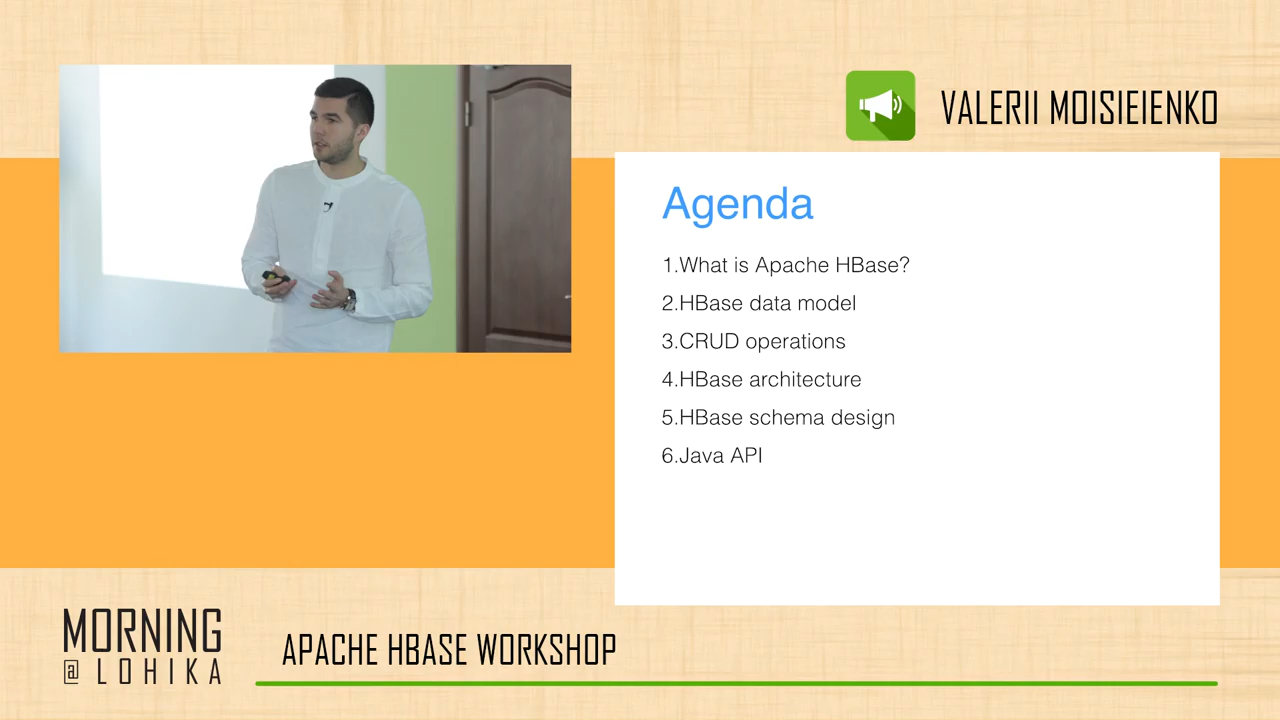 VALERII MOISIEIENKO
Agenda
1.What is Apache HBase?
2.HBase data model
3.CRUD operations
4.HBase architecture
5.HBase schema design
6.Java API
MORNING
@ LOHIKA
APACHE HBASE WORKSHOP